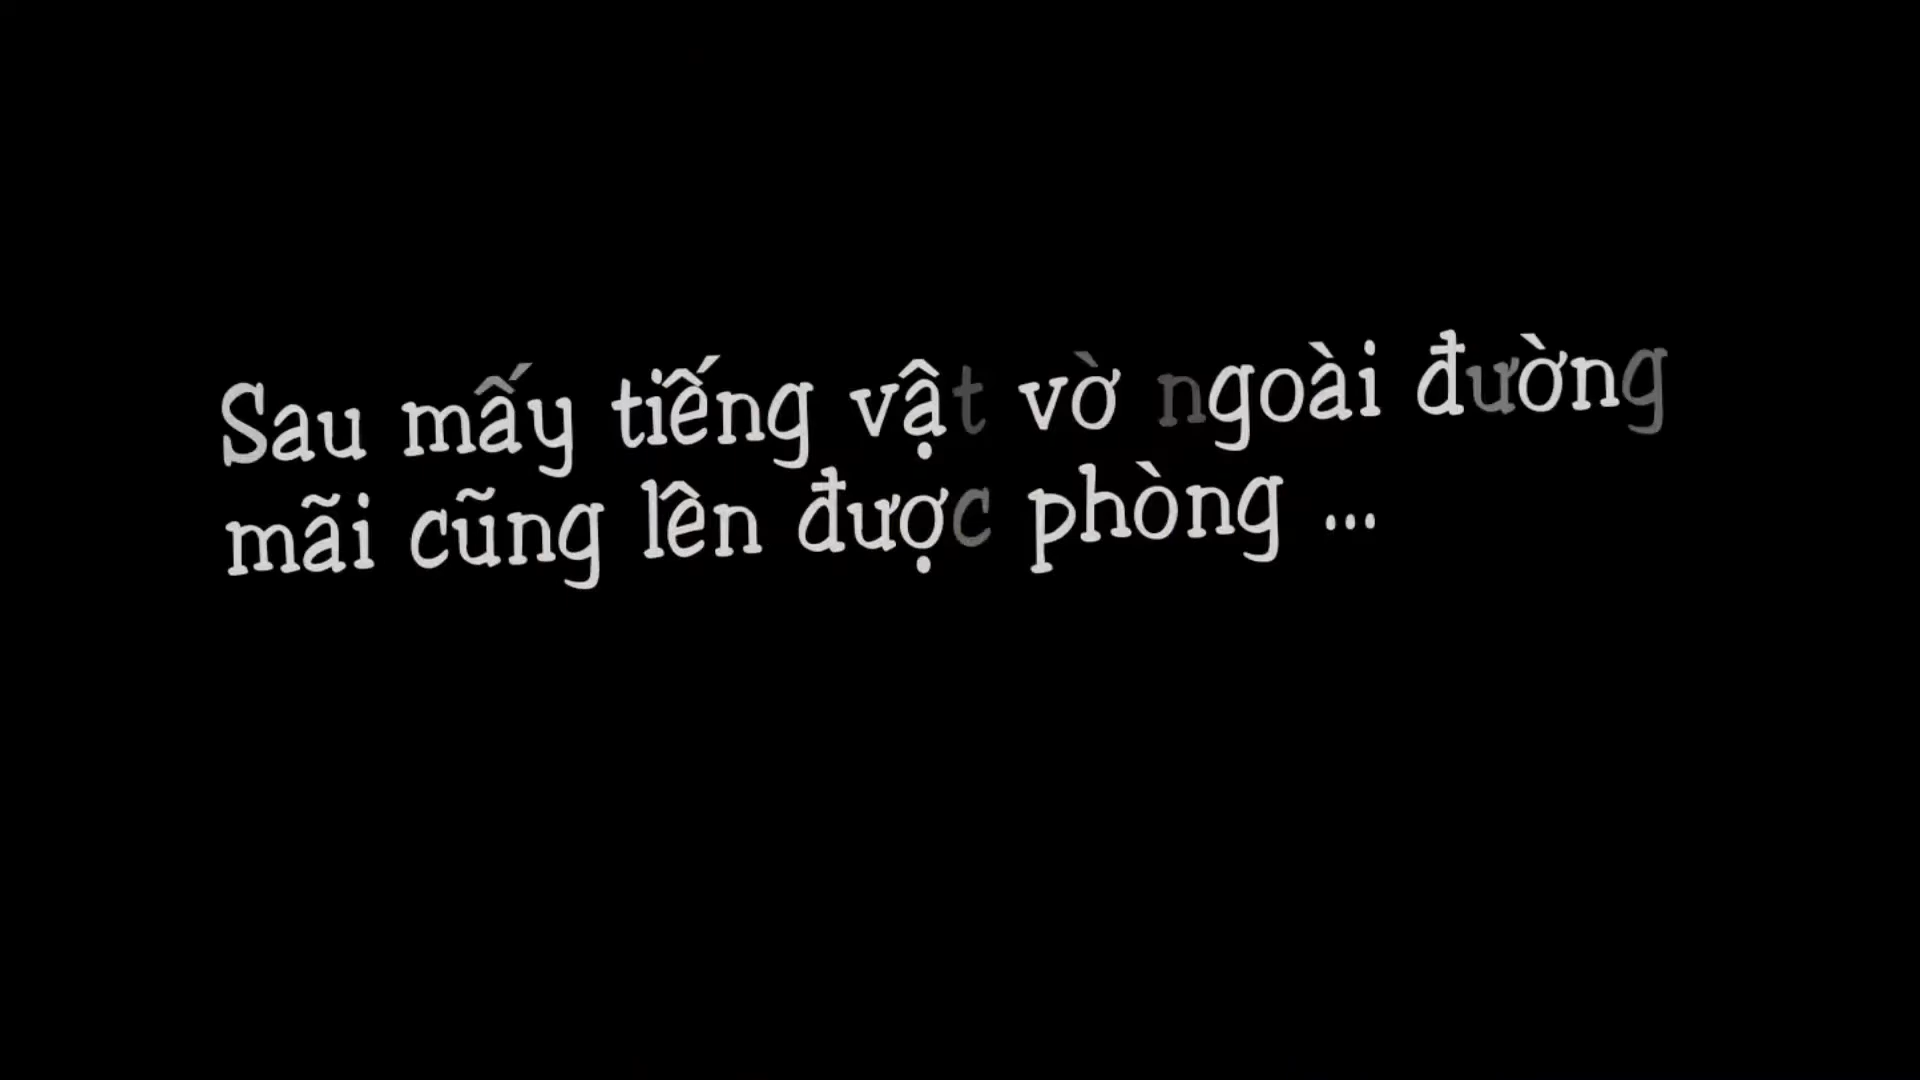 Sau mấy tiếng vật vờ ngoài đường
mãi cũng lên được phòng ...